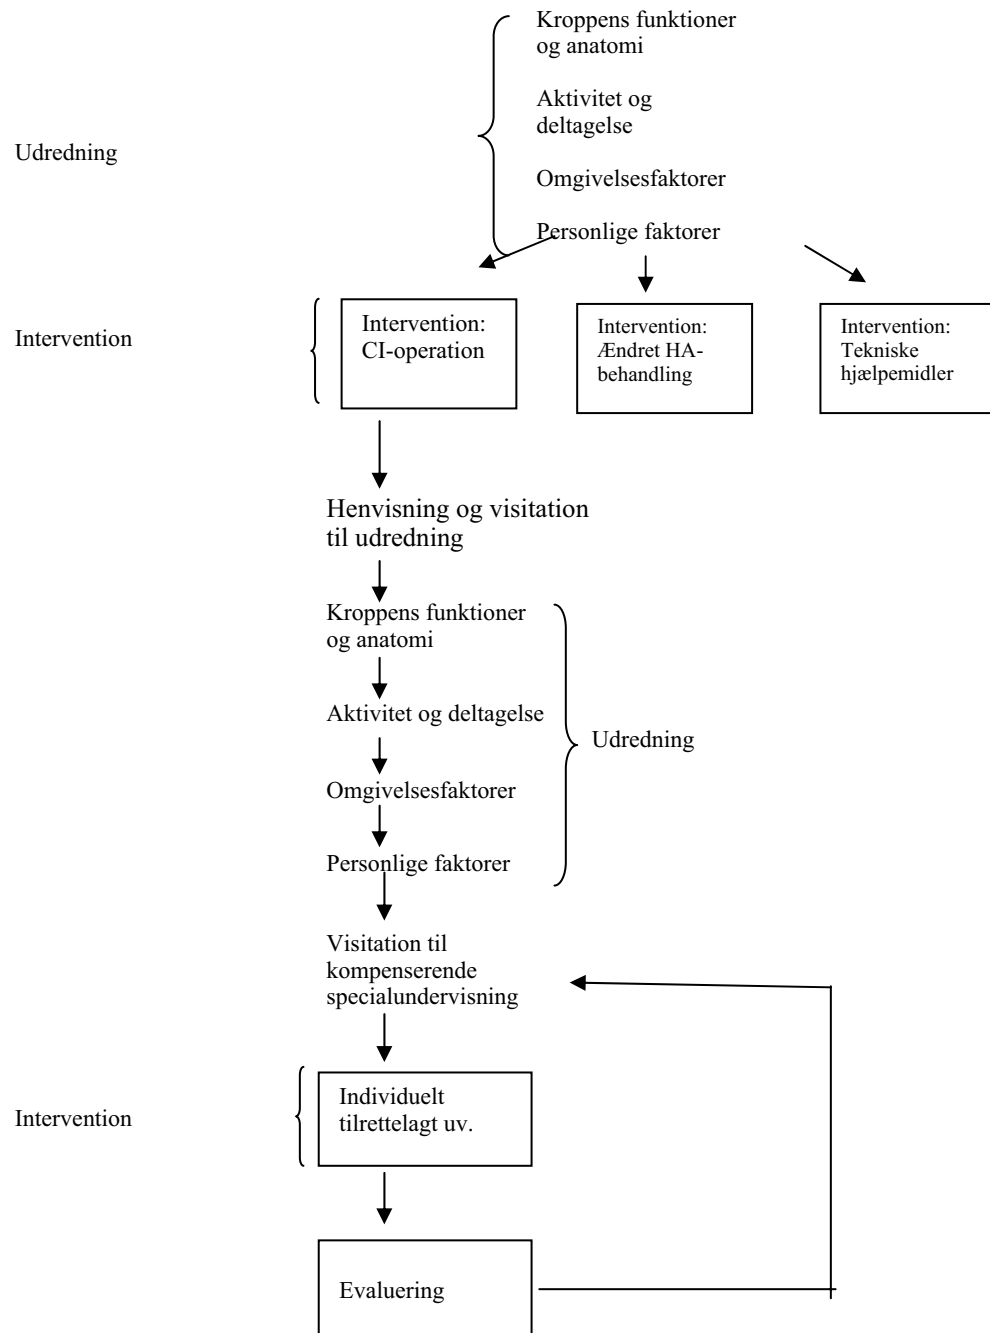 Kroppens funktioner
og anatomi
Aktivitet og
deltagelse
Udredning
Omgivelsesfaktorer
Personlige faktorer
Intervention
Intervention:
CI-operation
Intervention:
Ændret HA-
behandling
Intervention:
Tekniske
hjælpemidler
Henvisning og visitation
til udredning
Kroppens funktioner
og anatomi
Aktivitet og deltagelse
Udredning
Omgivelsesfaktorer
Personlige faktorer
Visitation til
kompenserende
specialundervisning
Intervention
Individuelt
tilrettelagt uv.
Evaluering